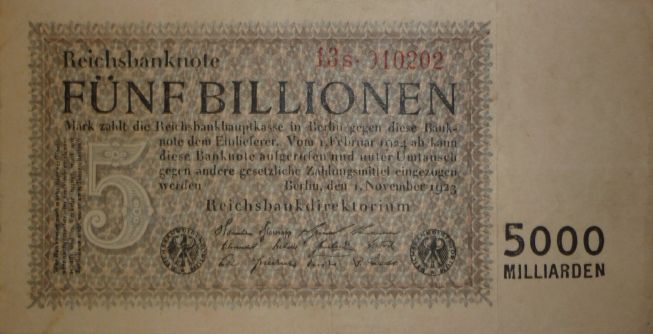 Reichsbanknote
13s·010202
FÜNF BILLIONEN
Mark zahlt die Reichsbankhauptkasse in Berlin gegen diese Bank-
note dem Einlieferer. Vom 1. Februar 1924 ab kann
diese Banknote aufgerufen und unter Umtausch
gegen andere gesetzliche Zahlungsmittel eingezogen
werden Berlin, den 1. November 1923
Reichsbankdirektorium
5
5000
MILLIARDEN